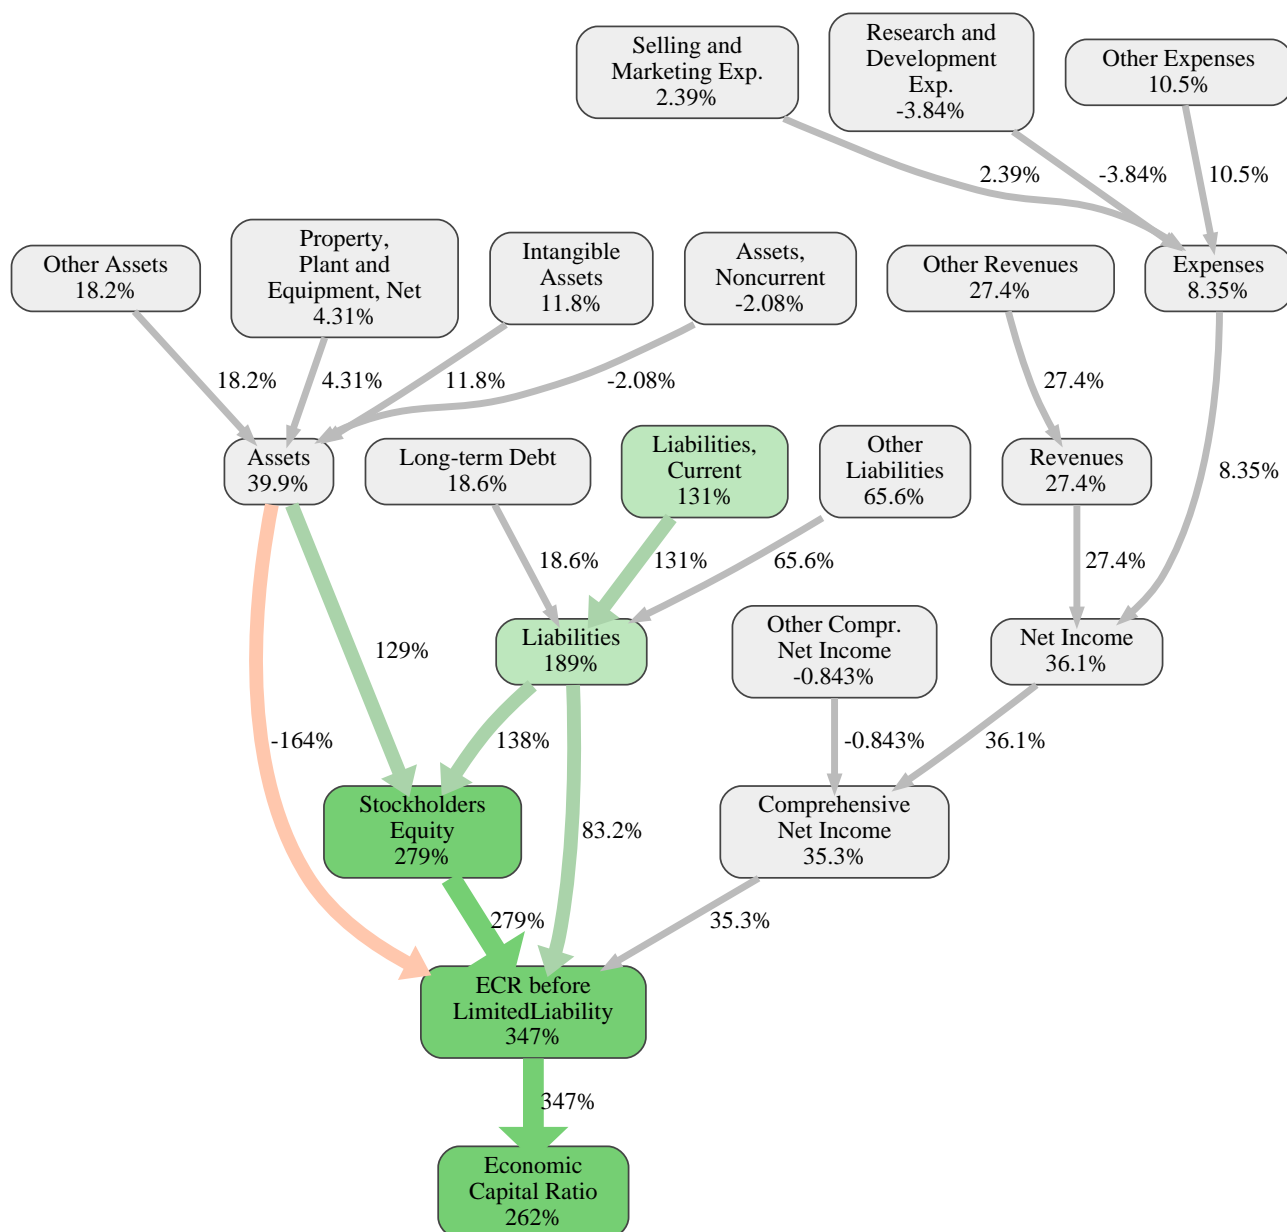 Selling and
Marketing Exp.
2.39%
Research and
Development
Exp.
-3.84%
Other Expenses
10.5%
2.39%
-3.84%
10.5%
Other Assets
18.2%
Property,
Plant and
Equipment, Net
4.31%
Intangible
Assets
11.8%
Assets,
Noncurrent
-2.08%
Other Revenues
27.4%
Expenses
8.35%
18.2%
4.31%
11.8%
-2.08%
27.4%
Assets
39.9%
Long-term Debt
18.6%
Liabilities,
Current
131%
Other
Liabilities
65.6%
Revenues
27.4%
8.35%
18.6%
131%
65.6%
27.4%
129%
Liabilities
189%
Other Compr.
Net Income
-0.843%
Net Income
36.1%
-164%
138%
-0.843%
36.1%
Stockholders
Equity
279%
83.2%
Comprehensive
Net Income
35.3%
279%
35.3%
ECR before
LimitedLiability
347%
347%
Economic
Capital Ratio
262%